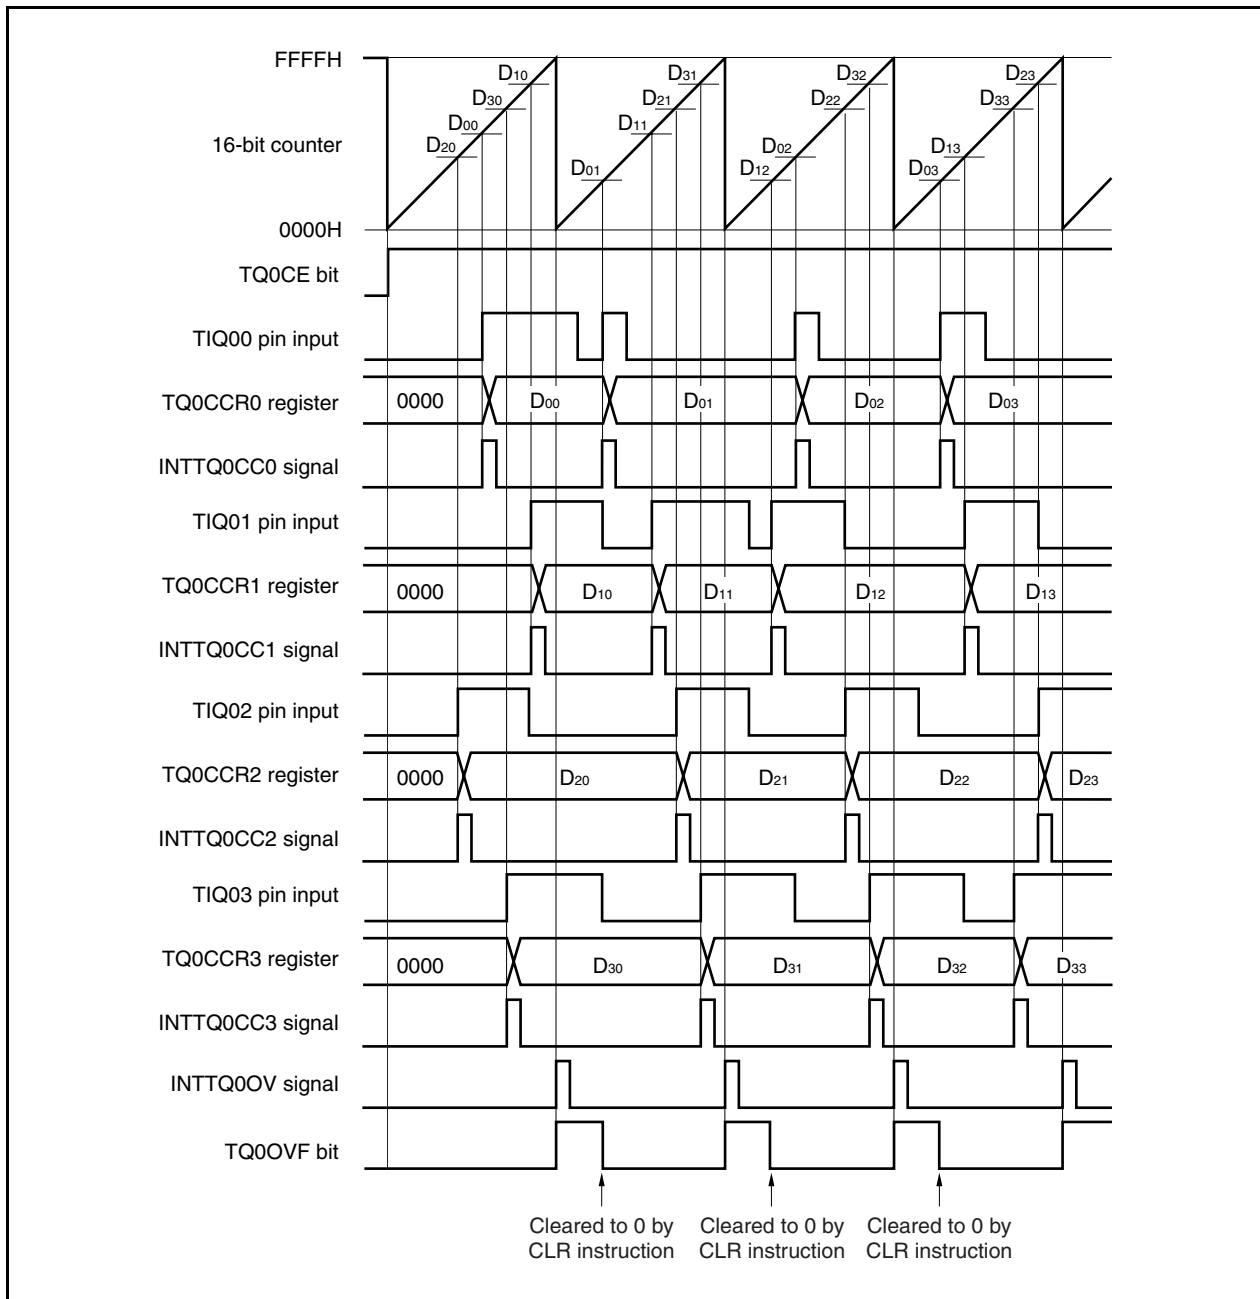 FFFFH
D10 D31 D32 D23
D30 D21 D22 D33
D00 D11
16-bit counter
D20 D02 D13
D01 D12 D03
0000H
TQ0CE bit
TIQ00 pin input
TQ0CCR0 register 0000 D00 D01 D02 D03
INTTQ0CC0 signal
TIQ01 pin input
TQ0CCR1 register 0000 D10 D11 D12 D13
INTTQ0CC1 signal
TIQ02 pin input
TQ0CCR2 register 0000 D20 D21 D22 D23
INTTQ0CC2 signal
TIQ03 pin input
TQ0CCR3 register 0000 D30 D31 D32 D33
INTTQ0CC3 signal
INTTQ0OV signal
TQ0OVF bit
Cleared to 0 by Cleared to 0 by Cleared to 0 by
CLR instruction CLR instruction CLR instruction